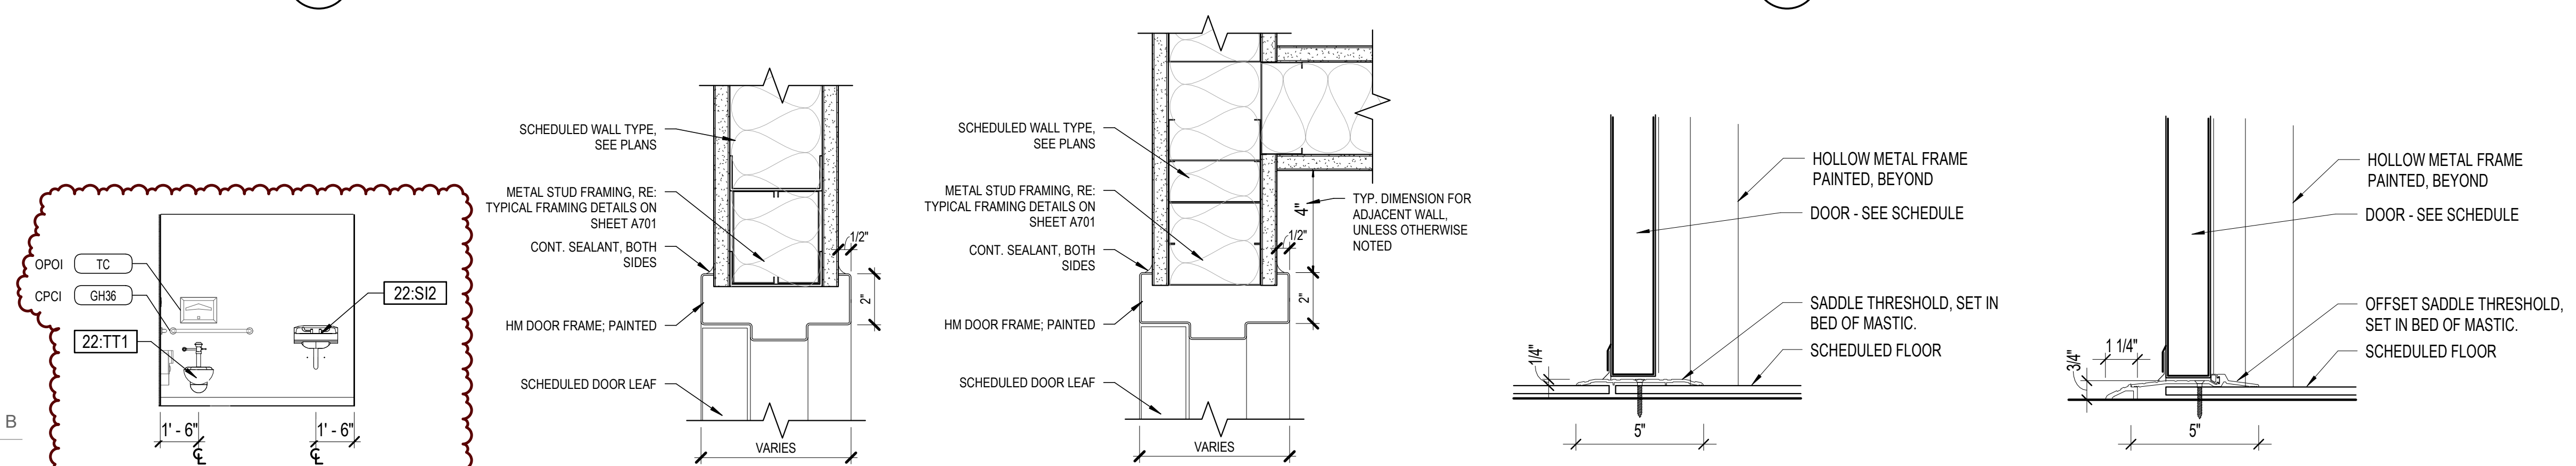 OPOI TC
CPCI GH36
22:TT1
22:SI2
1' - 6"
1' - 6"
B
SCHEDULED WALL TYPE,
SEE PLANS
METAL STUD FRAMING, RE:
TYPICAL FRAMING DETAILS ON
SHEET A701
CONT. SEALANT, BOTH
SIDES
HM DOOR FRAME; PAINTED
SCHEDULED DOOR LEAF
1/2"
2"
VARIES
SCHEDULED WALL TYPE,
SEE PLANS
METAL STUD FRAMING, RE:
TYPICAL FRAMING DETAILS ON
SHEET A701
CONT. SEALANT, BOTH
SIDES
HM DOOR FRAME; PAINTED
SCHEDULED DOOR LEAF
4"
1/2"
2"
TYP. DIMENSION FOR
ADJACENT WALL,
UNLESS OTHERWISE
NOTED
VARIES
HOLLOW METAL FRAME
PAINTED, BEYOND
DOOR - SEE SCHEDULE
SADDLE THRESHOLD, SET IN
BED OF MASTIC.
SCHEDULED FLOOR
1/4"
5"
HOLLOW METAL FRAME
PAINTED, BEYOND
DOOR - SEE SCHEDULE
OFFSET SADDLE THRESHOLD,
SET IN BED OF MASTIC.
SCHEDULED FLOOR
1 1/4"
3/4"
5"